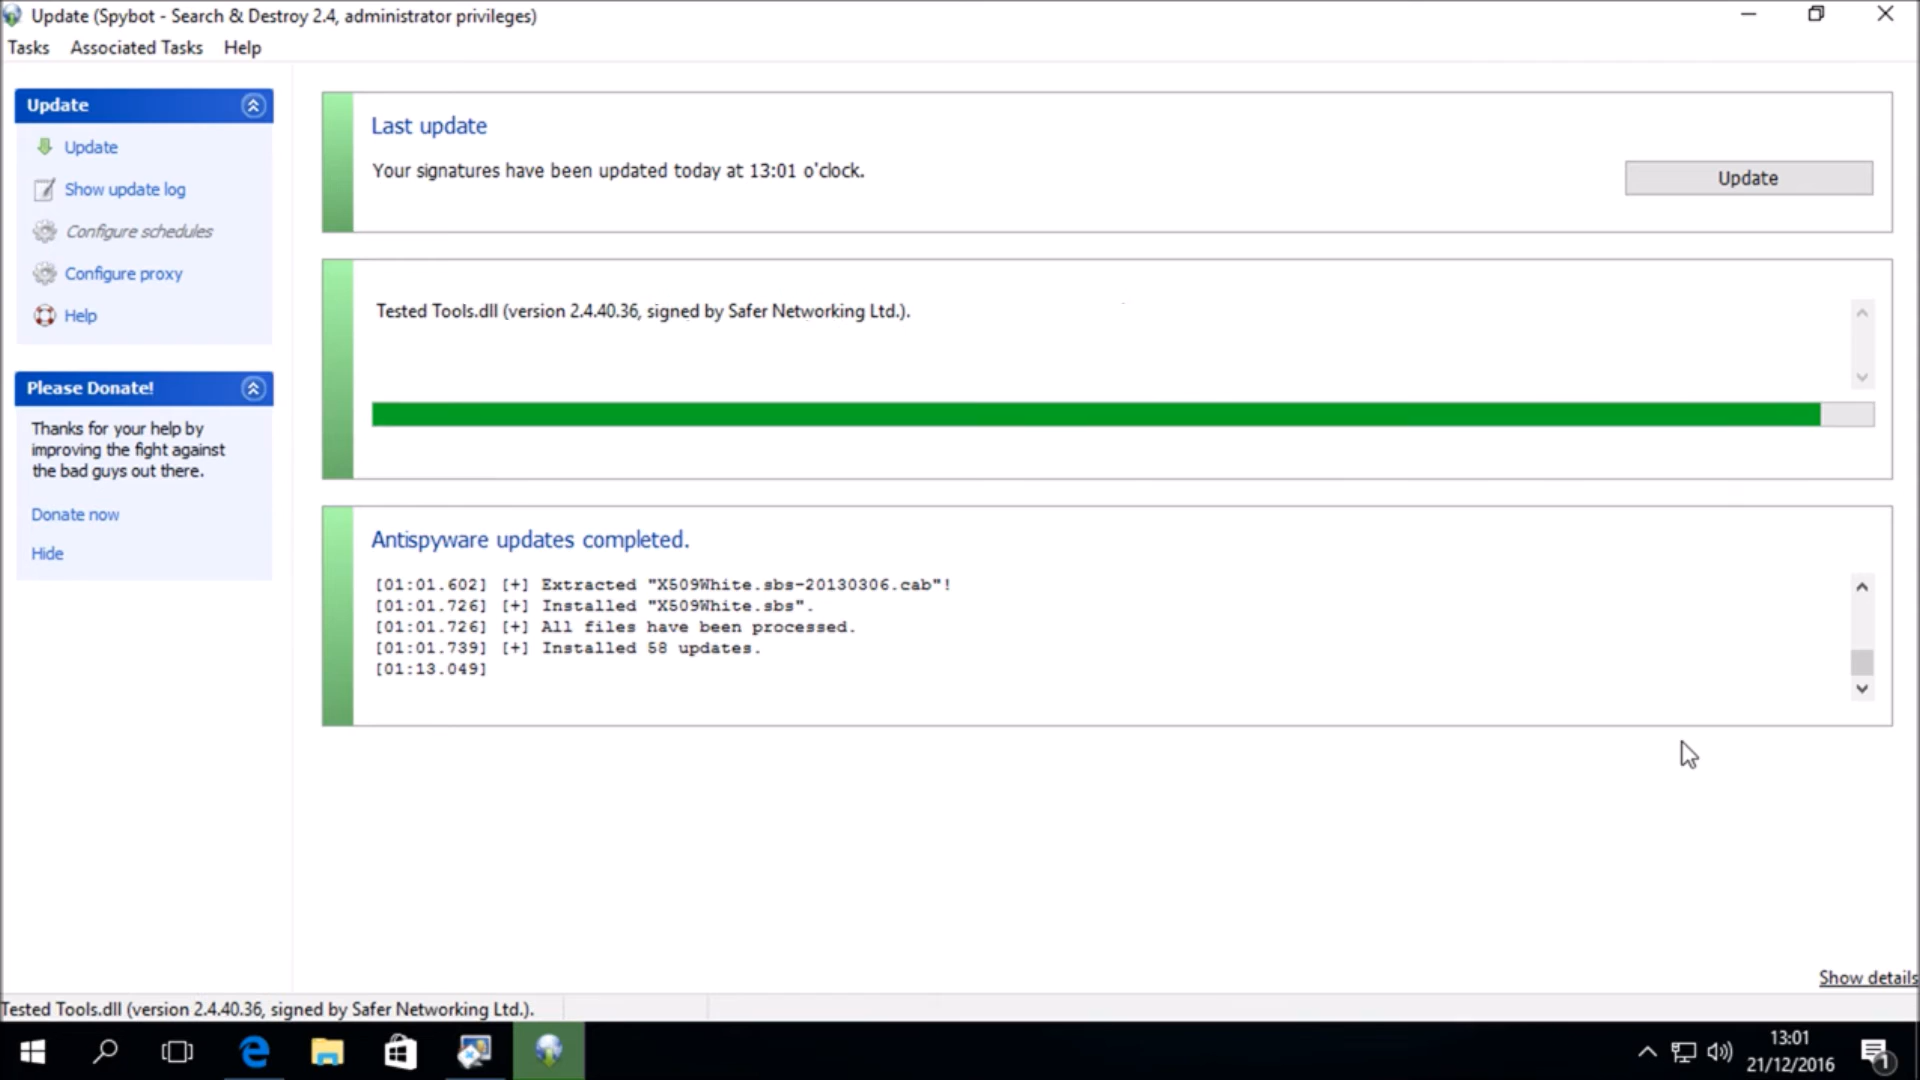 Update (Spybot - Search & Destroy 2.4, administrator privileges)
Tasks Associated Tasks Help
Update
Update
Show update log
Configure schedules
Configure proxy
Help
Please Donate!
Thanks for your help by
improving the fight against
the bad guys out there.
Donate now
Hide
Last update
Your signatures have been updated today at 13:01 o'clock.
Update
Tested Tools.dll (version 2.4.40.36, signed by Safer Networking Ltd.).
Antispyware updates completed.
[01:01.602] [+] Extracted "X509White.sbs-20130306.cab"!
[01:01.726] [+] Installed "X509White.sbs".
[01:01.726] [+] All files have been processed.
[01:01.739] [+] Installed 58 updates.
[01:13.049]
Show details
Tested Tools.dll (version 2.4.40.36, signed by Safer Networking Ltd.).
13:01
21/12/2016
1